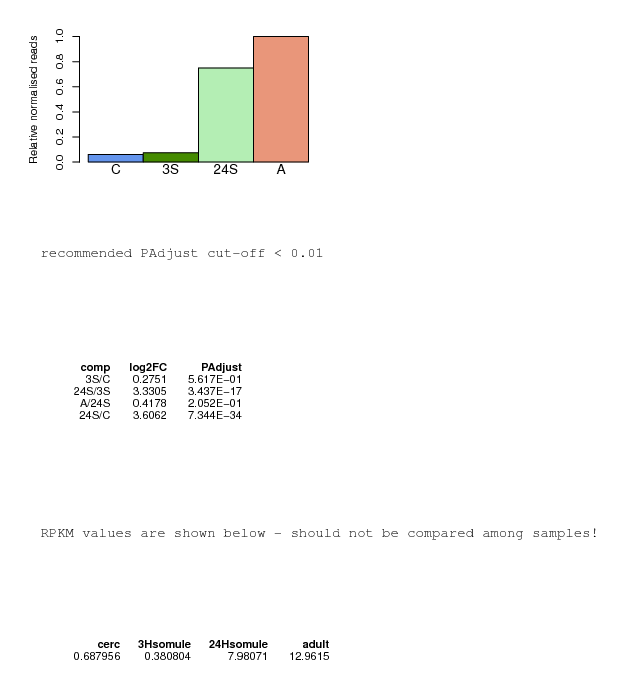 Relative normalised reads
1.0
0.8
0.6
0.4
0.2
0.0
C 3S 24S A
recommended PAdjust cut-off < 0.01
comp log2FC PAdjust
3S/C 0.2751 5.617E-01
24S/3S 3.3305 3.437E-17
A/24S 0.4178 2.052E-01
24S/C 3.6062 7.344E-34
RPKM values are shown below - should not be compared among samples!
cerc 3Hsomule 24Hsomule adult
0.687956 0.380804 7.98071 12.9615